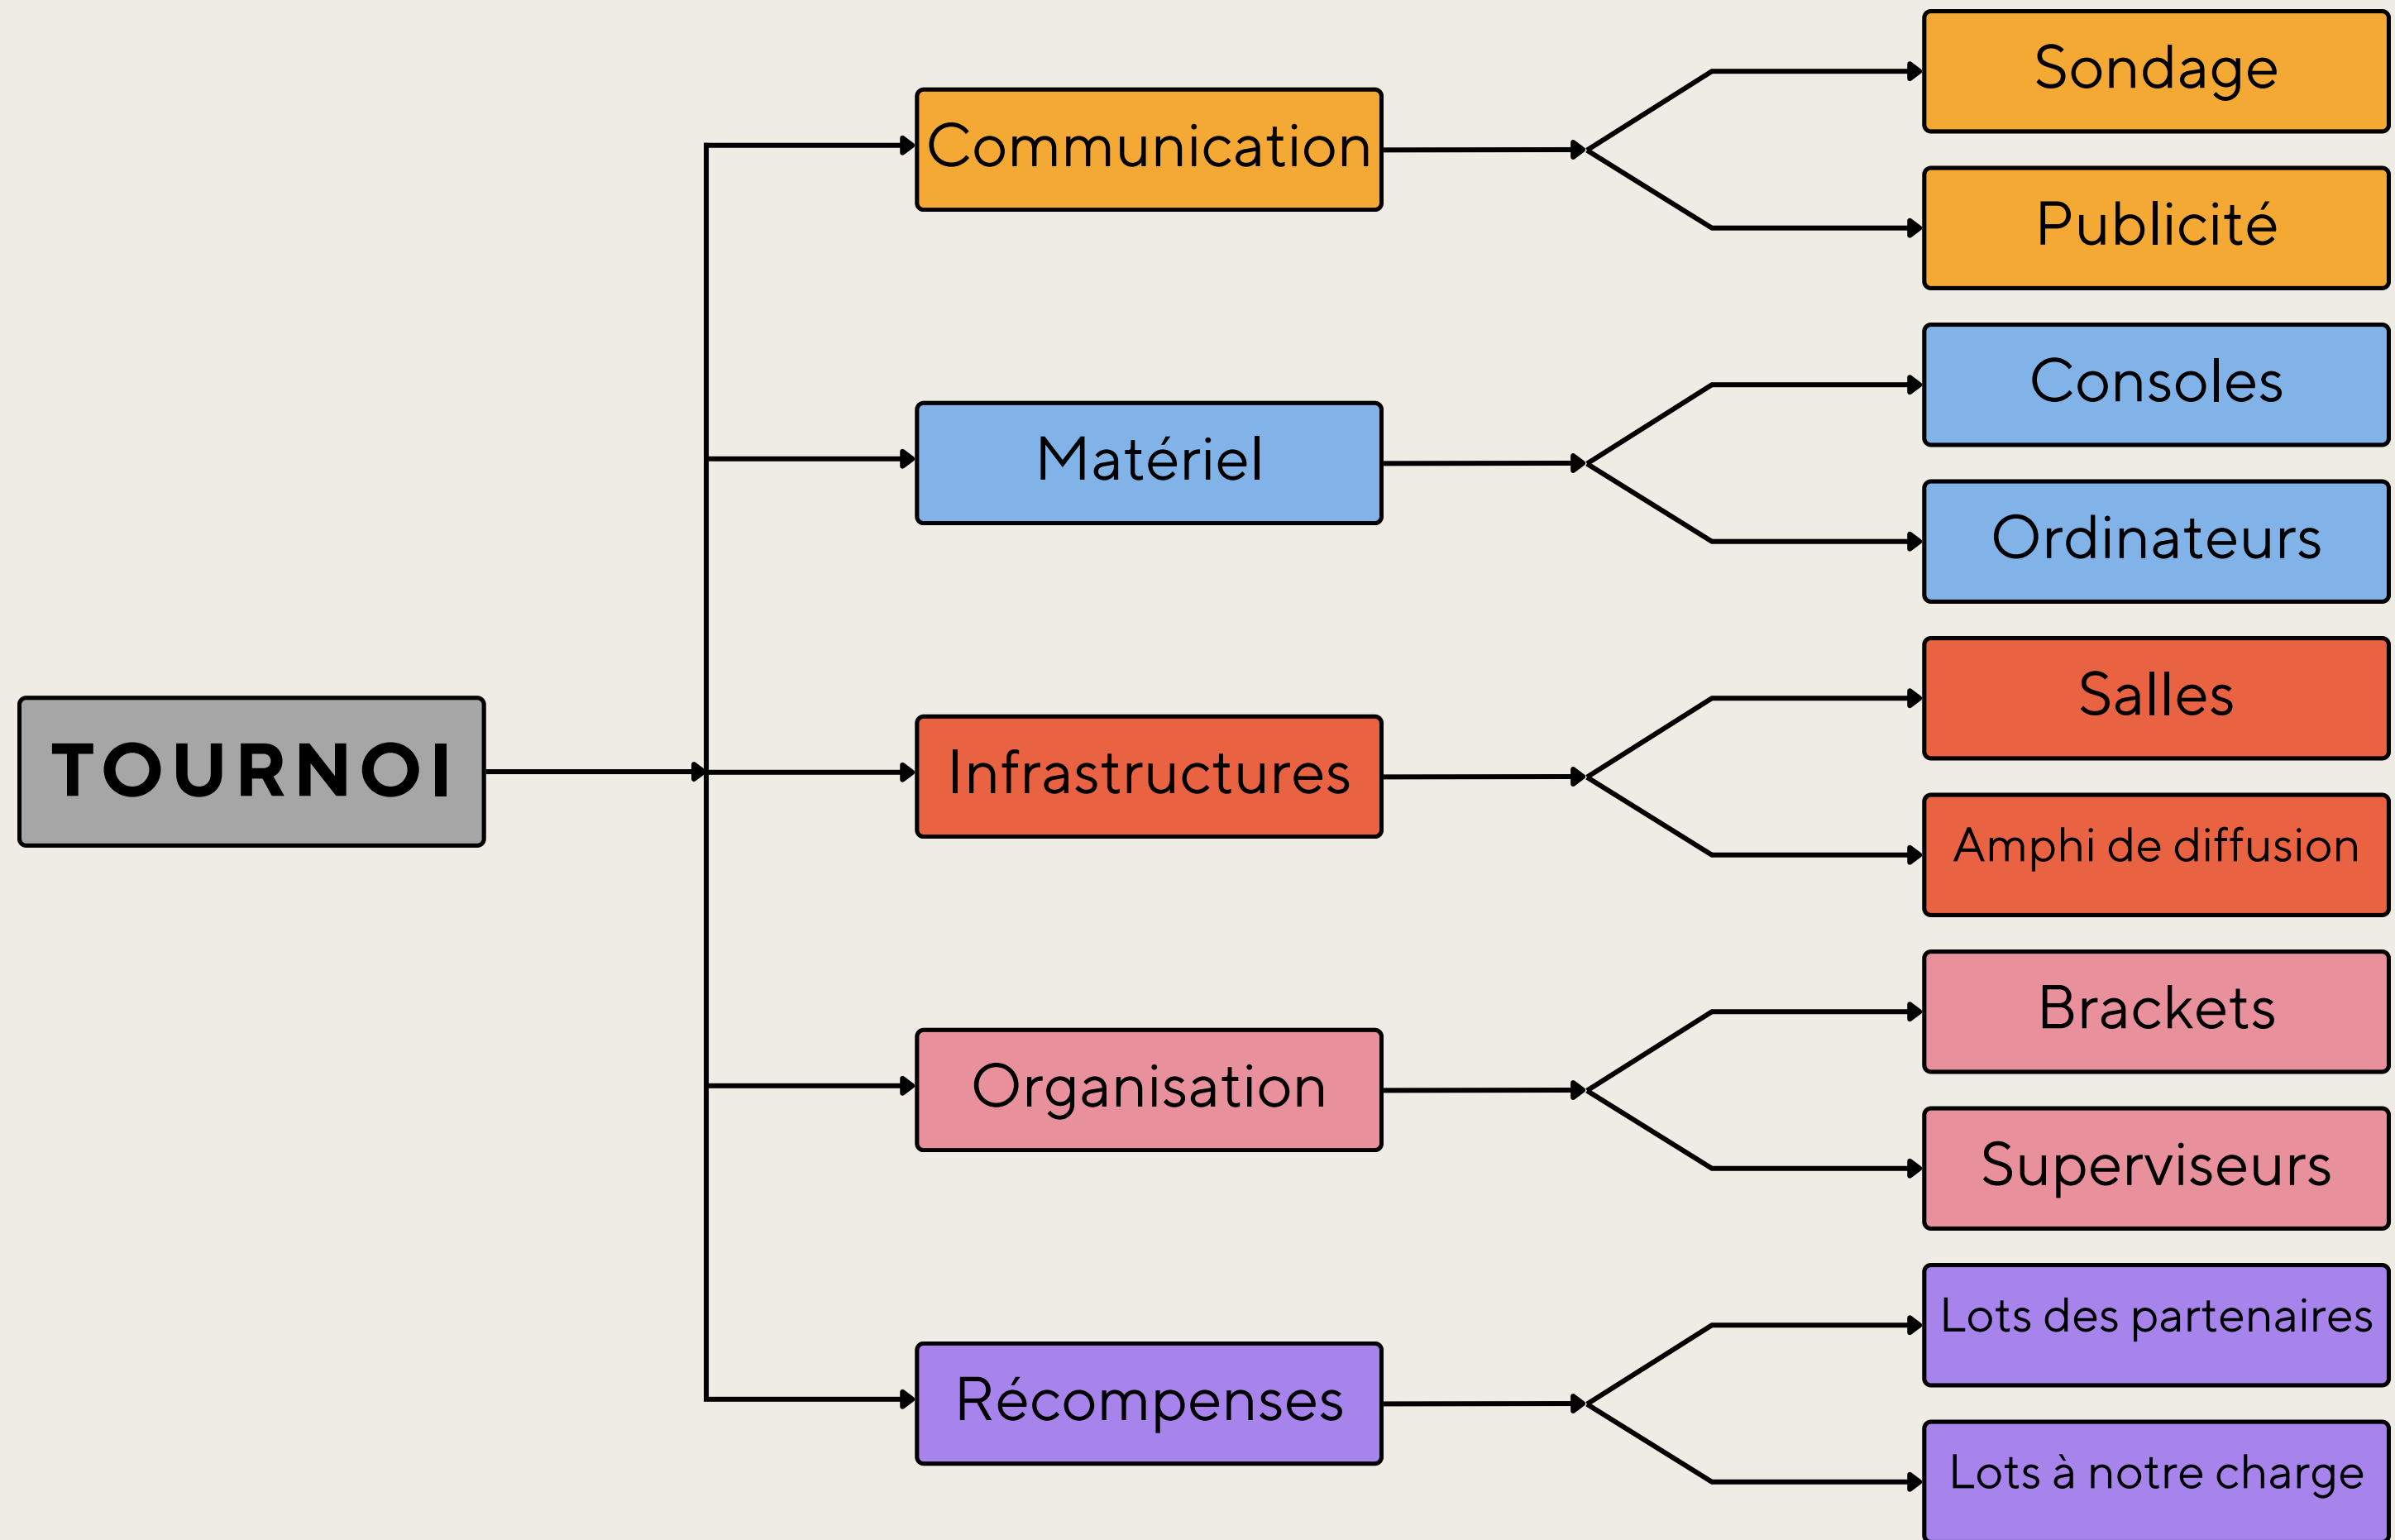 TOURNOI
Communication
Sondage
Publicité
Matériel
Consoles
Ordinateurs
Infrastructures
Salles
Amphi de diffusion
Organisation
Brackets
Superviseurs
Récompenses
Lots des partenaires
Lots à notre charge